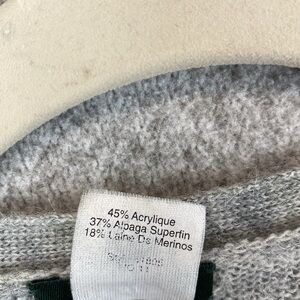 45% Acrylique
37% Alpaga Superfin
18% Laine De Merinos